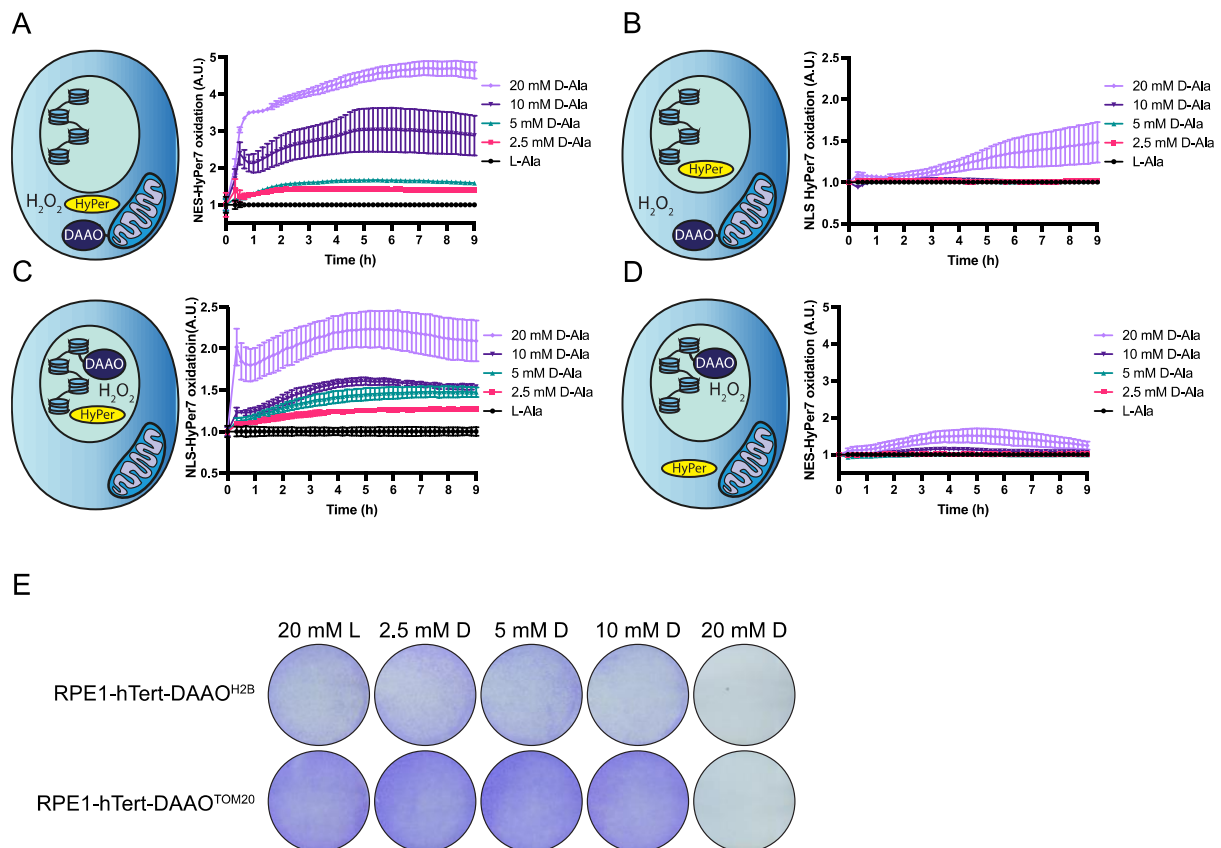 A
NES-HyPer7 oxidation (A.U.)
5
4
3
2
1
0 1 2 3 4 5 6 7 8 9
Time (h)
20 mM D-Ala
10 mM D-Ala
5 mM D-Ala
2.5 mM D-Ala
L-Ala
H2O2
HyPer
DAAO
B
NLS HyPer7 oxidation (A.U.)
2.5
2.0
1.5
1.0
0.5
0 1 2 3 4 5 6 7 8 9
Time (h)
20 mM D-Ala
10 mM D-Ala
5 mM D-Ala
2.5 mM D-Ala
L-Ala
HyPer
H2O2
DAAO
C
NLS-HyPer7 oxidatioin(A.U.)
2.5
2.0
1.5
1.0
0.5
0 1 2 3 4 5 6 7 8 9
Time (h)
20 mM D-Ala
10 mM D-Ala
5 mM D-Ala
2.5 mM D-Ala
L-Ala
DAAO
H2O2
HyPer
D
NES-HyPer7 oxidation (A.U.)
5
4
3
2
1
0 1 2 3 4 5 6 7 8 9
Time (h)
20 mM D-Ala
10 mM D-Ala
5 mM D-Ala
2.5 mM D-Ala
L-Ala
DAAO
H2O2
HyPer
E
20 mM L 2.5 mM D 5 mM D 10 mM D 20 mM D
RPE1-hTert-DAAO^H2B
RPE1-hTert-DAAO^TOM20